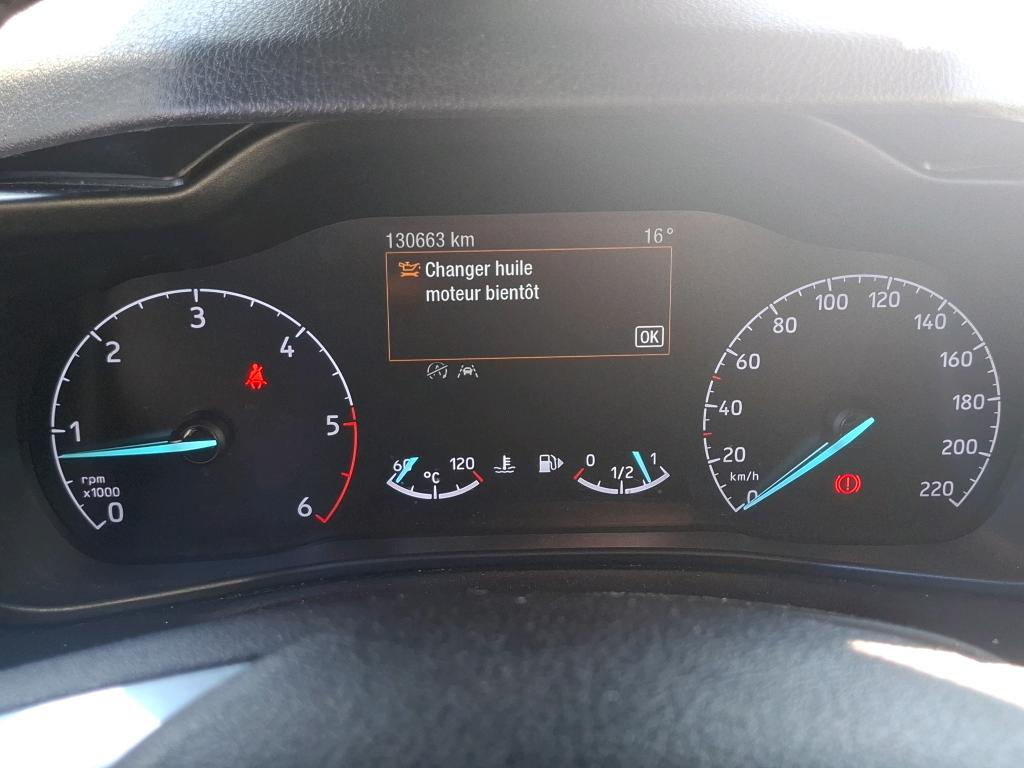 130663 km 16°
Changer huile
moteur bientôt
OK
0 1 2 3 4 5 6
rpm
x1000
60 °C 120
0 1/2 1
0 20 40 60 80 100 120 140 160 180 200 220
km/h